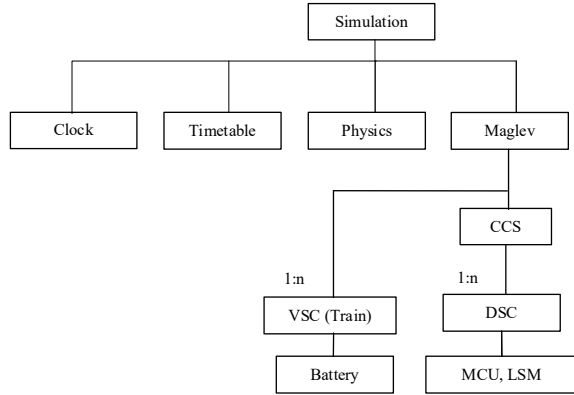 Simulation
Clock
Timetable
Physics
Maglev
CCS
1:n
1:n
VSC (Train)
DSC
Battery
MCU, LSM